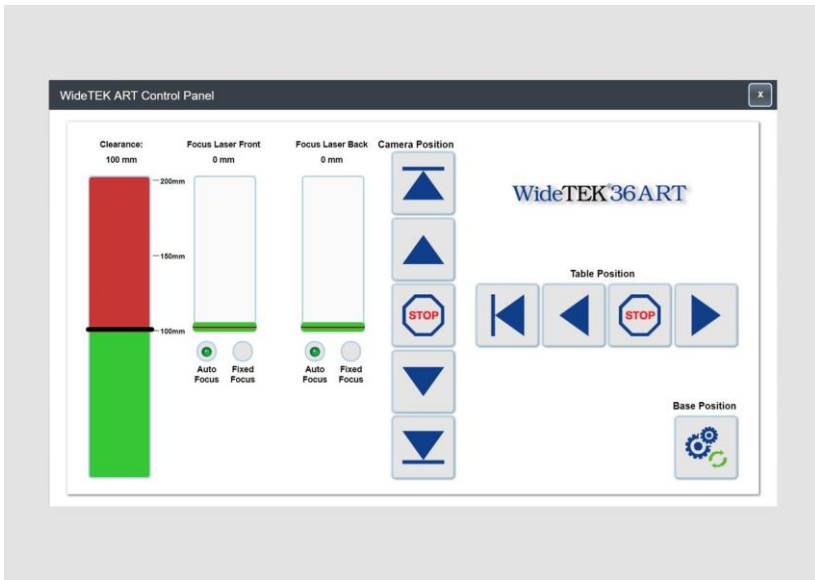 WideTEK ART Control Panel
x
Clearance:
100 mm
Focus Laser Front
0 mm
Focus Laser Back
0 mm
Camera Position
200mm
150mm
100mm
Auto Focus
Fixed Focus
Auto Focus
Fixed Focus
STOP
WideTEK®36ART
Table Position
STOP
Base Position